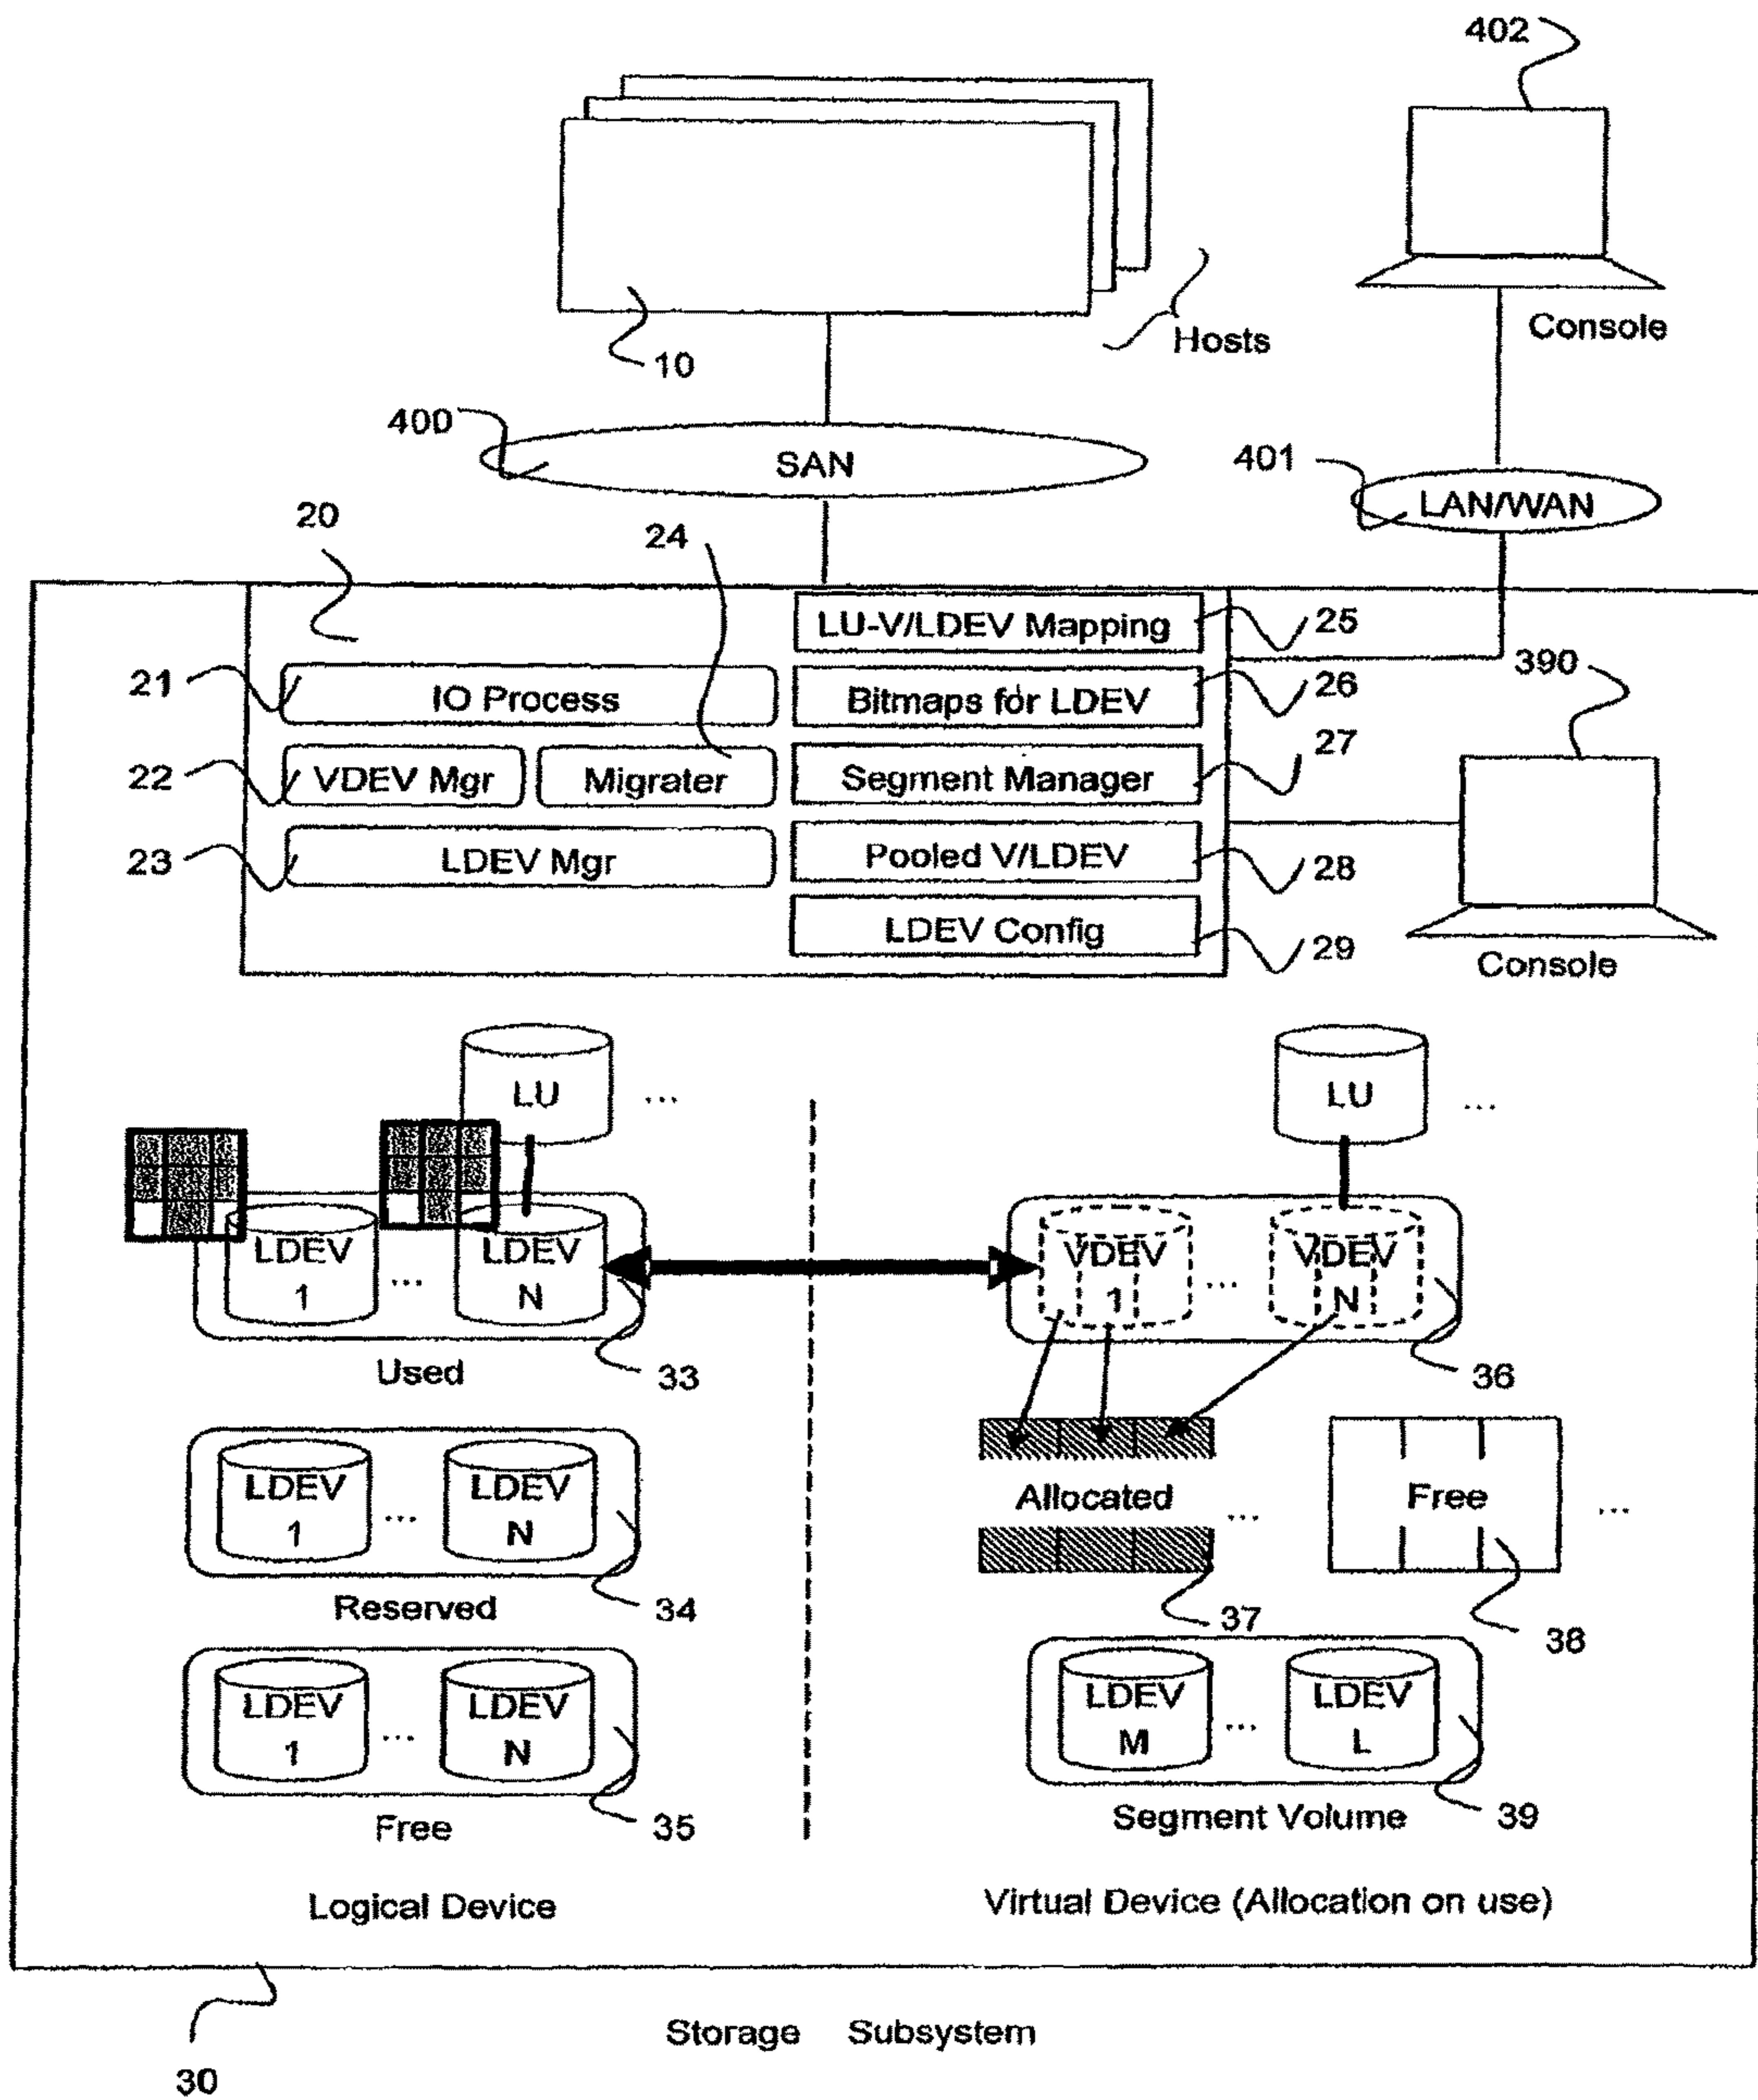 402
Console
Hosts
10
400
SAN
401
LAN/WAN
20
24
LU-V/LDEV Mapping
25
390
21
IO Process
Bitmaps for LDEV
26
22
VDEV Mgr
Migrater
Segment Manager
27
23
LDEV Mgr
Pooled V/LDEV
28
LDEV Config
29
Console
LU
...
LU
...
LDEV
1
...
LDEV
N
VDEV
1
...
VDEV
N
Used
33
36
LDEV
1
...
LDEV
N
Allocated
...
Free
...
Reserved
34
37
38
LDEV
1
...
LDEV
N
LDEV
M
...
LDEV
L
Free
35
Segment Volume
39
Logical Device
Virtual Device (Allocation on use)
Storage Subsystem
30